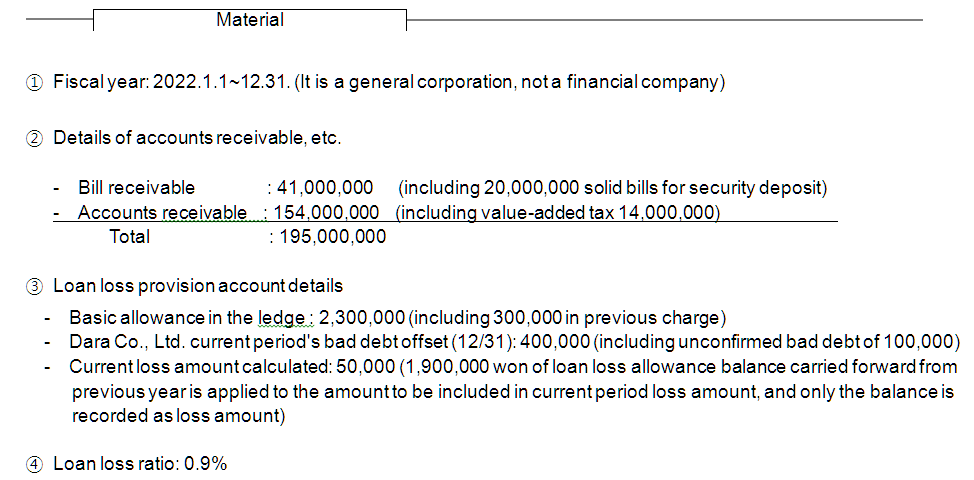 Material
① Fiscal year: 2022.1.1~12.31. (It is a general corporation, not a financial company)
② Details of accounts receivable, etc.
- Bill receivable : 41,000,000 (including 20,000,000 solid bills for security deposit)
- Accounts receivable : 154,000,000 (including value-added tax 14,000,000)
Total : 195,000,000
③ Loan loss provision account details
- Basic allowance in the ledge : 2,300,000 (including 300,000 in previous charge)
- Dara Co., Ltd. current period's bad debt offset (12/31): 400,000 (including unconfirmed bad debt of 100,000)
- Current loss amount calculated: 50,000 (1,900,000 won of loan loss allowance balance carried forward from
previous year is applied to the amount to be included in current period loss amount, and only the balance is
recorded as loss amount)
④ Loan loss ratio: 0.9%